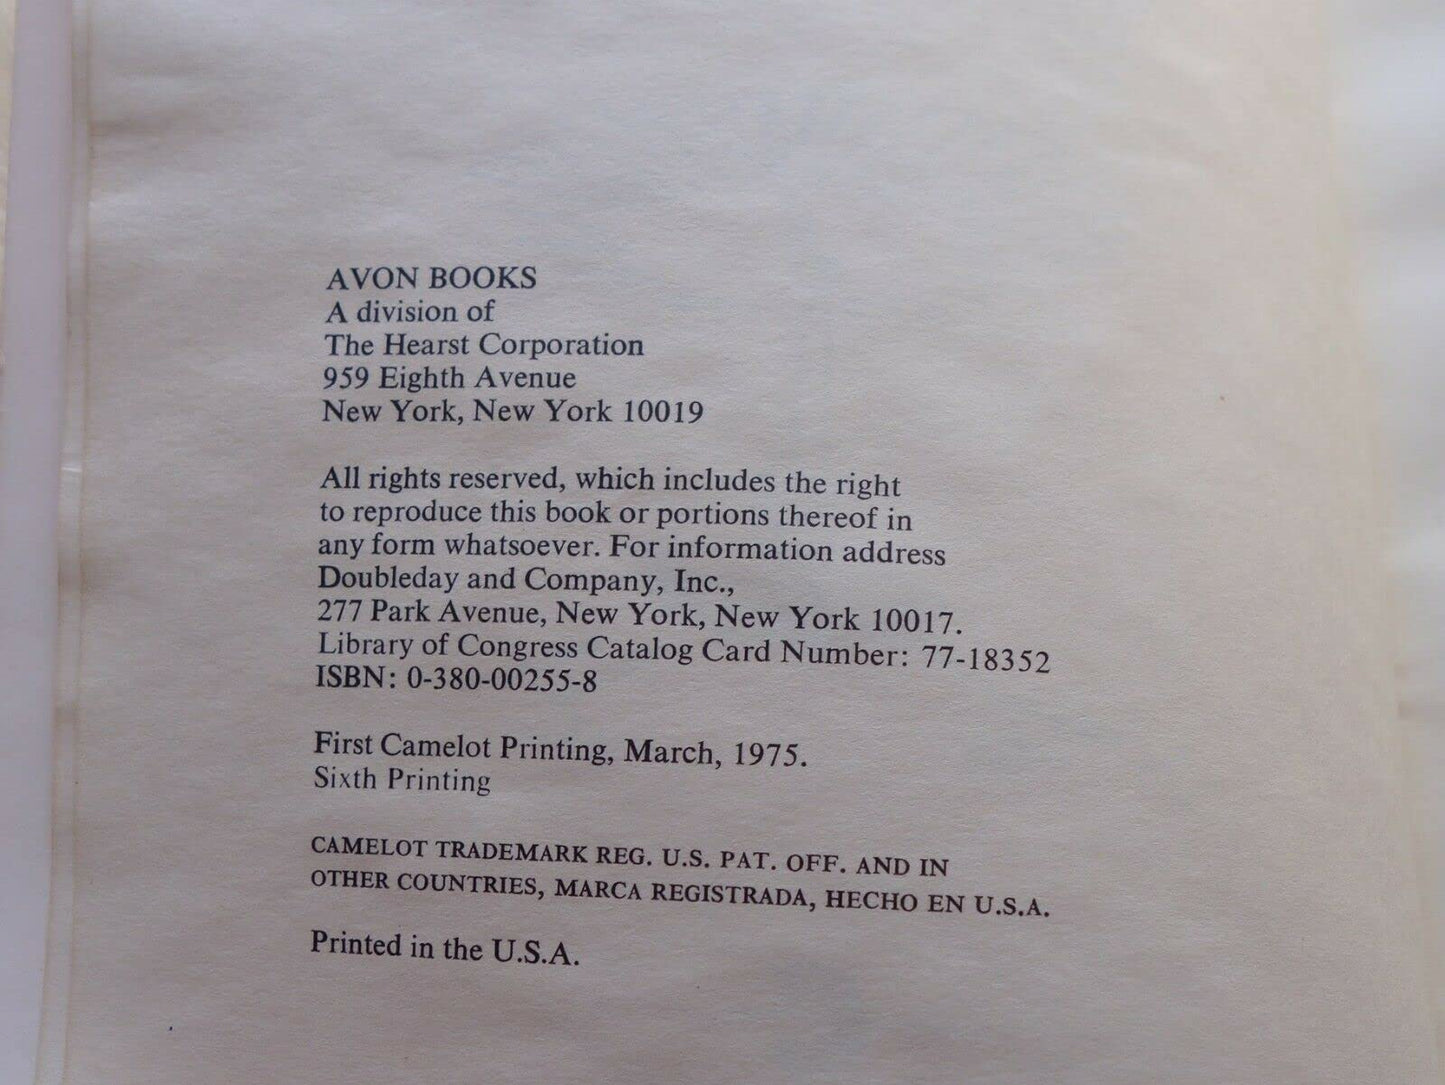 AVON BOOKS
A division of
The Hearst Corporation
959 Eighth Avenue
New York, New York 10019
All rights reserved, which includes the right
to reproduce this book or portions thereof in
any form whatsoever. For information address
Doubleday and Company, Inc.,
277 Park Avenue, New York, New York 10017.
Library of Congress Catalog Card Number: 77-18352
ISBN: 0-380-00255-8
First Camelot Printing, March, 1975.
Sixth Printing
CAMELOT TRADEMARK REG. U.S. PAT. OFF. AND IN
OTHER COUNTRIES, MARCA REGISTRADA, HECHO EN U.S.A.
Printed in the U.S.A.